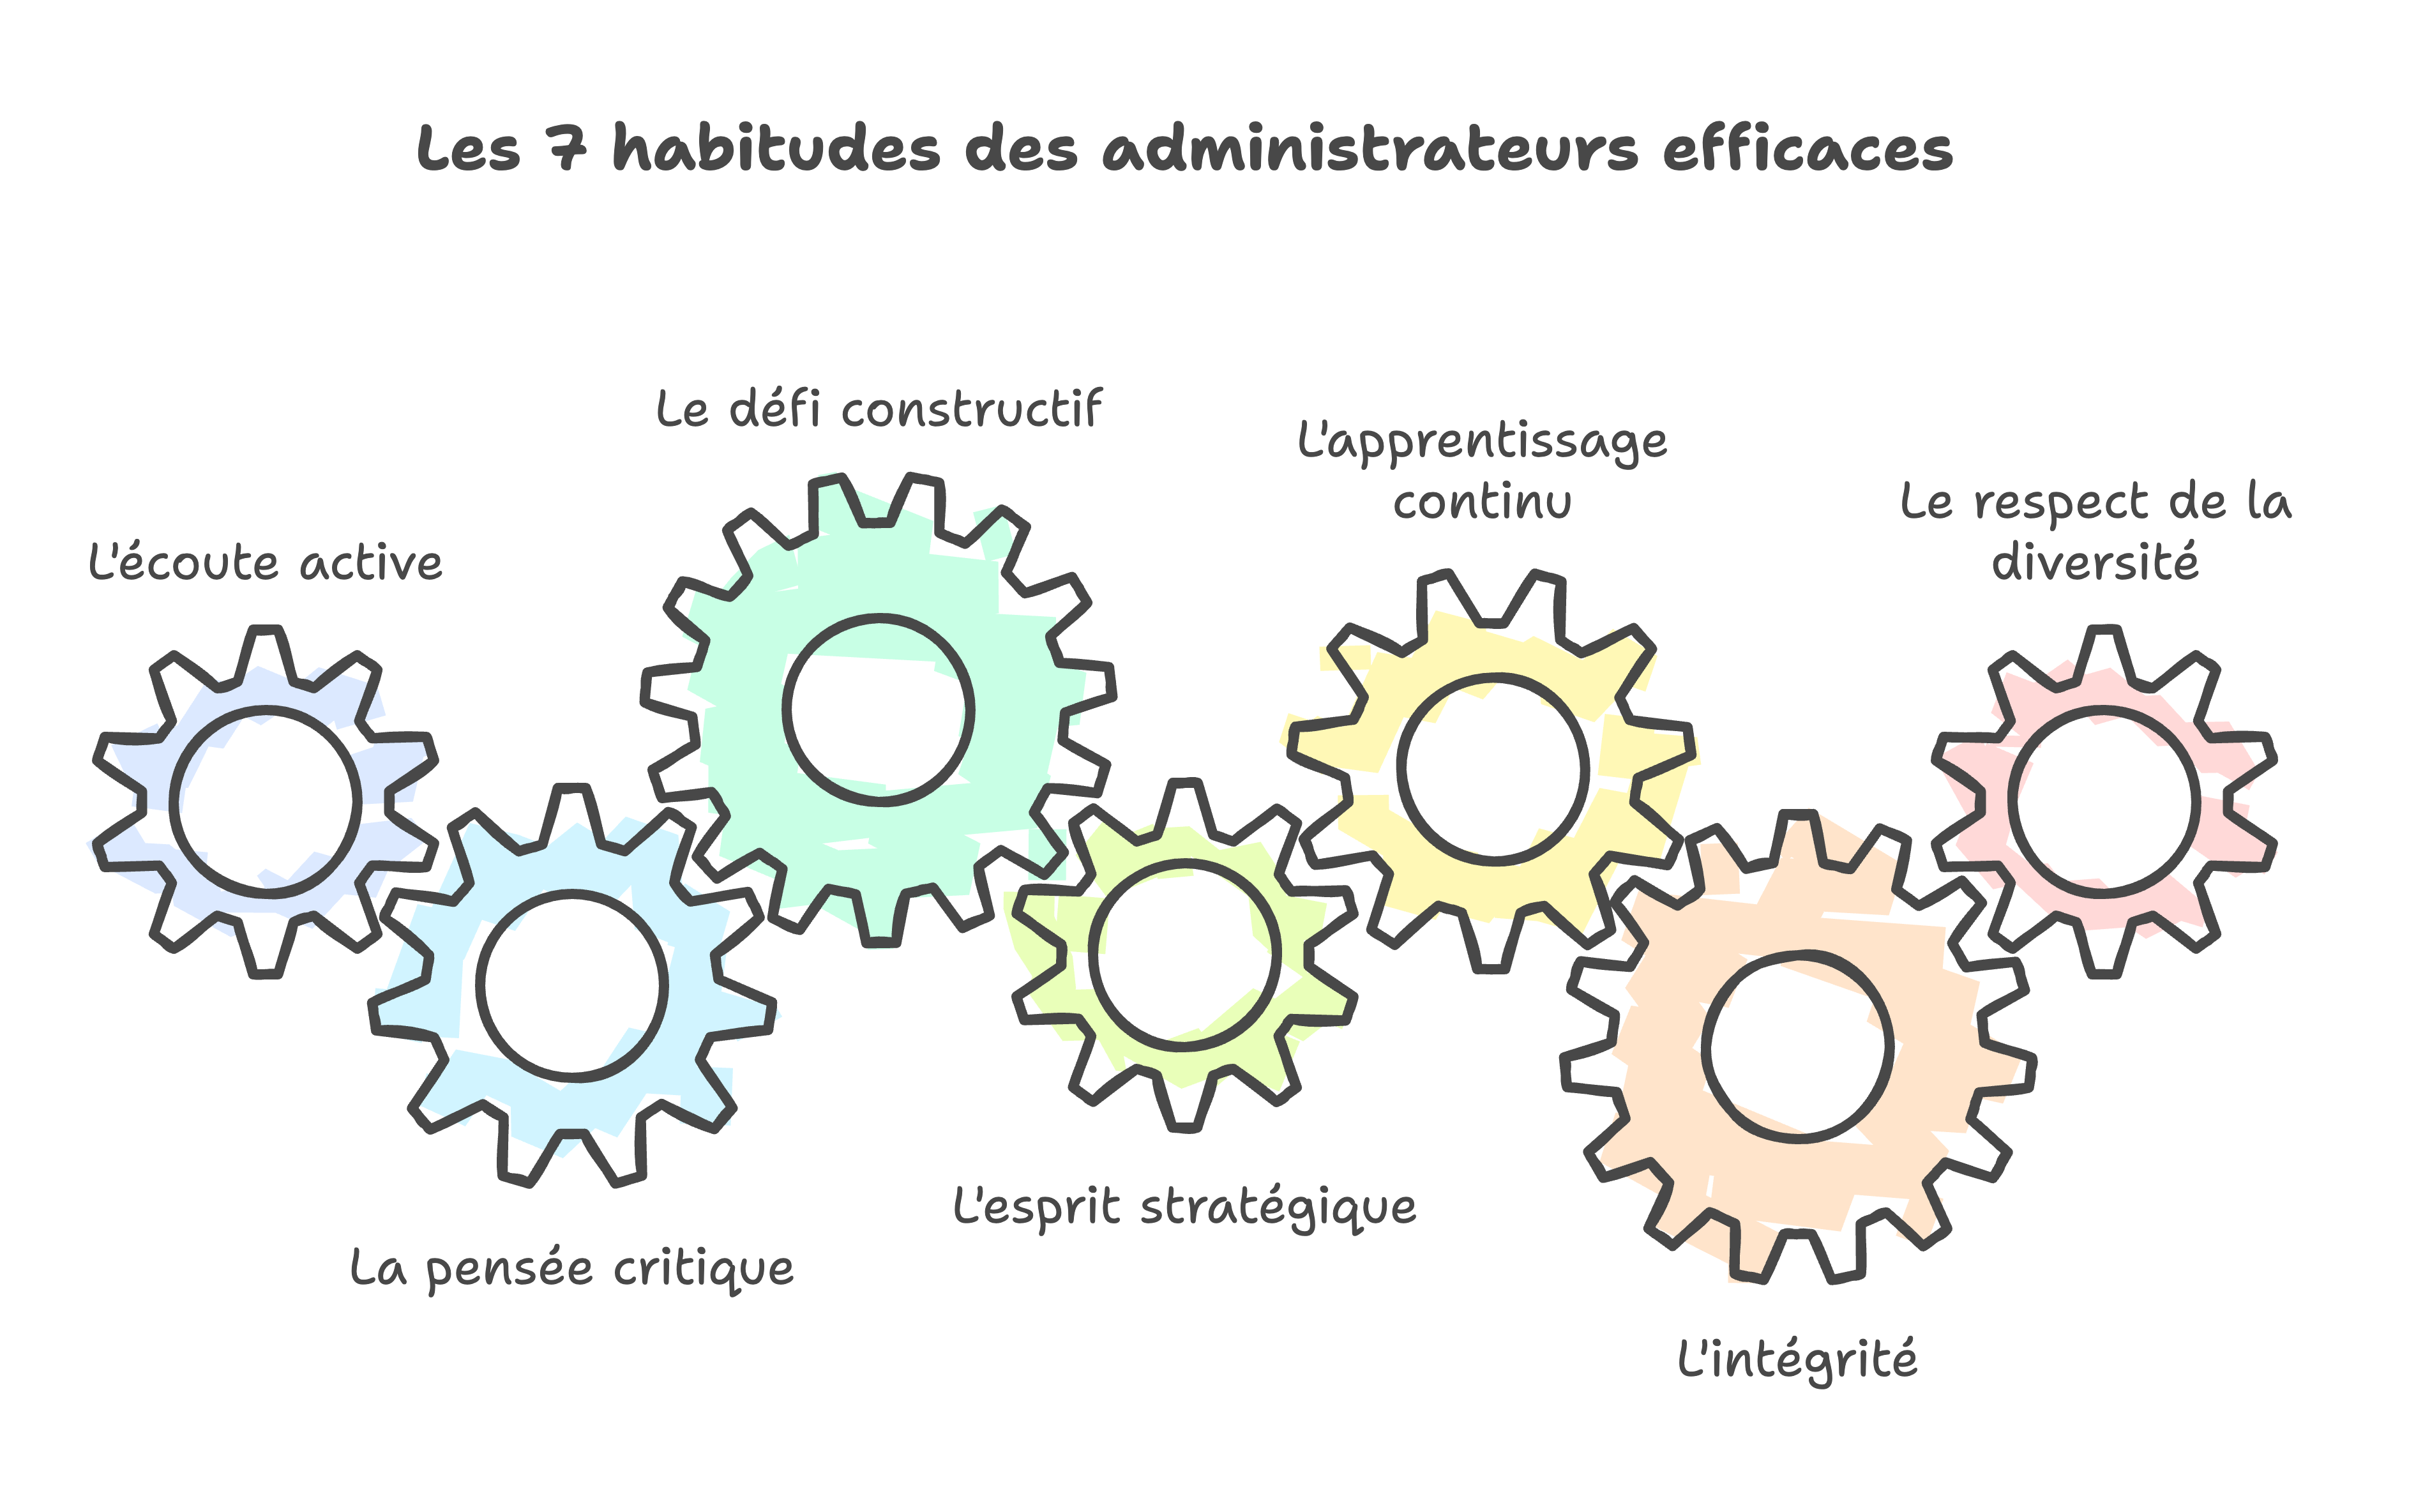 Les 7 habitudes des administrateurs efficaces
L'écoute active
La pensée critique
Le défi constructif
L'esprit stratégique
L'apprentissage
continu
L'intégrité
Le respect de la
diversité